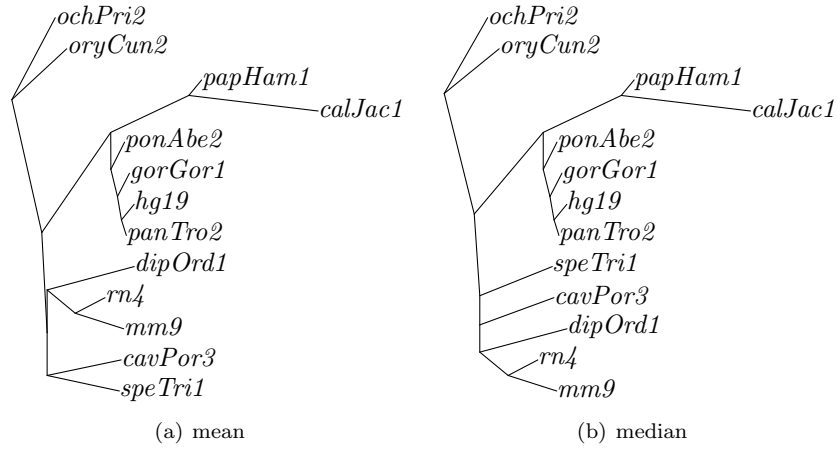 ochPri2
oryCun2
papHam1
calJac1
ponAbe2
gorGor1
hg19
panTro2
dipOrd1
rn4
mm9
cavPor3
speTri1
(a) mean
ochPri2
oryCun2
papHam1
calJac1
ponAbe2
gorGor1
hg19
panTro2
speTri1
cavPor3
dipOrd1
rn4
mm9
(b) median